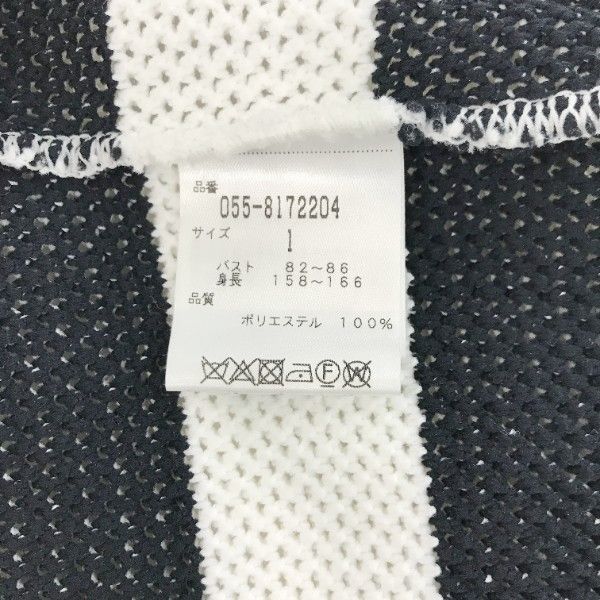 品番
055-8172204
サイズ
1
バスト 82～86
身長 158～166
品質
ポリエステル 100%
F W